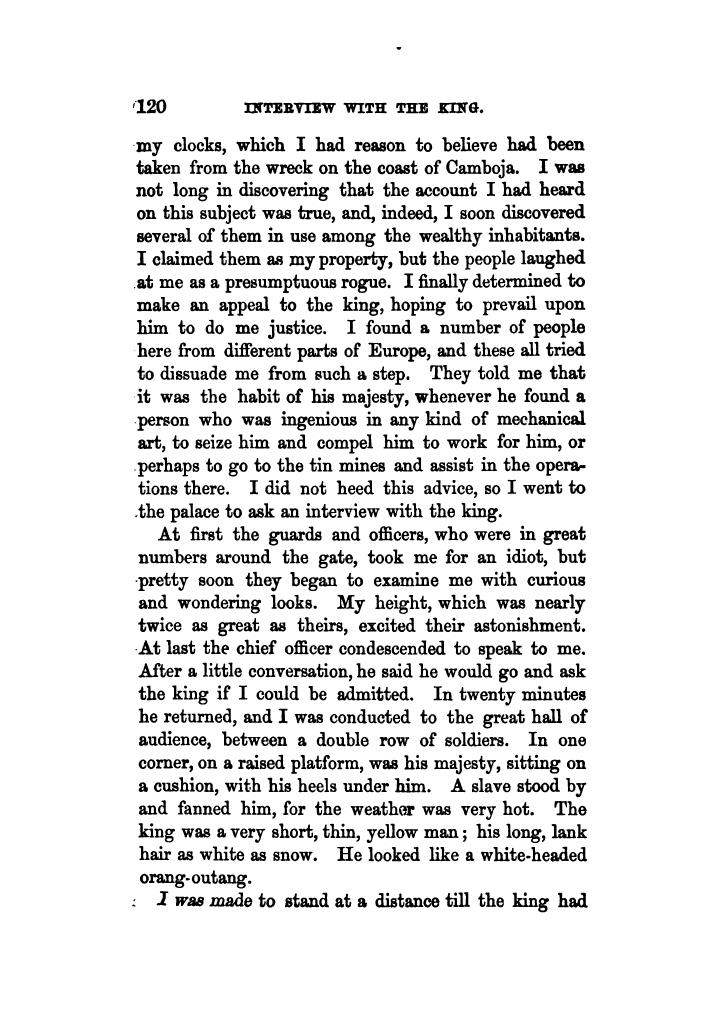 120 INTERVIEW WITH THE KING.
my clocks, which I had reason to believe had been
taken from the wreck on the coast of Camboja. I was
not long in discovering that the account I had heard
on this subject was true, and, indeed, I soon discovered
several of them in use among the wealthy inhabitants.
I claimed them as my property, but the people laughed
at me as a presumptuous rogue. I finally determined to
make an appeal to the king, hoping to prevail upon
him to do me justice. I found a number of people
here from different parts of Europe, and these all tried
to dissuade me from such a step. They told me that
it was the habit of his majesty, whenever he found a
person who was ingenious in any kind of mechanical
art, to seize him and compel him to work for him, or
perhaps to go to the tin mines and assist in the opera-
tions there. I did not heed this advice, so I went to
the palace to ask an interview with the king.
At first the guards and officers, who were in great
numbers around the gate, took me for an idiot, but
pretty soon they began to examine me with curious
and wondering looks. My height, which was nearly
twice as great as theirs, excited their astonishment.
At last the chief officer condescended to speak to me.
After a little conversation, he said he would go and ask
the king if I could be admitted. In twenty minutes
he returned, and I was conducted to the great hall of
audience, between a double row of soldiers. In one
corner, on a raised platform, was his majesty, sitting on
a cushion, with his heels under him. A slave stood by
and fanned him, for the weather was very hot. The
king was a very short, thin, yellow man; his long, lank
hair as white as snow. He looked like a white-headed
orang-outang.
I was made to stand at a distance till the king had